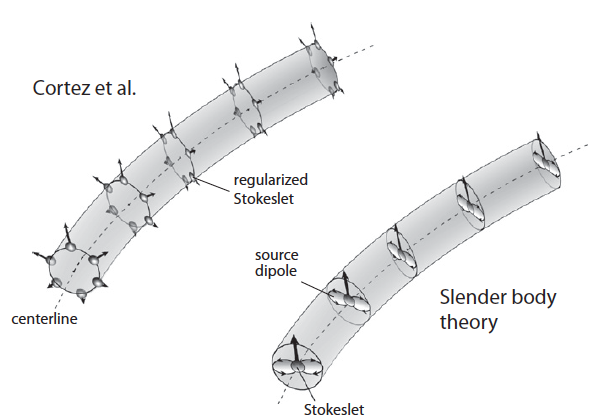 Cortez et al.
regularized
Stokeslet
centerline
source
dipole
Slender body
theory
Stokeslet